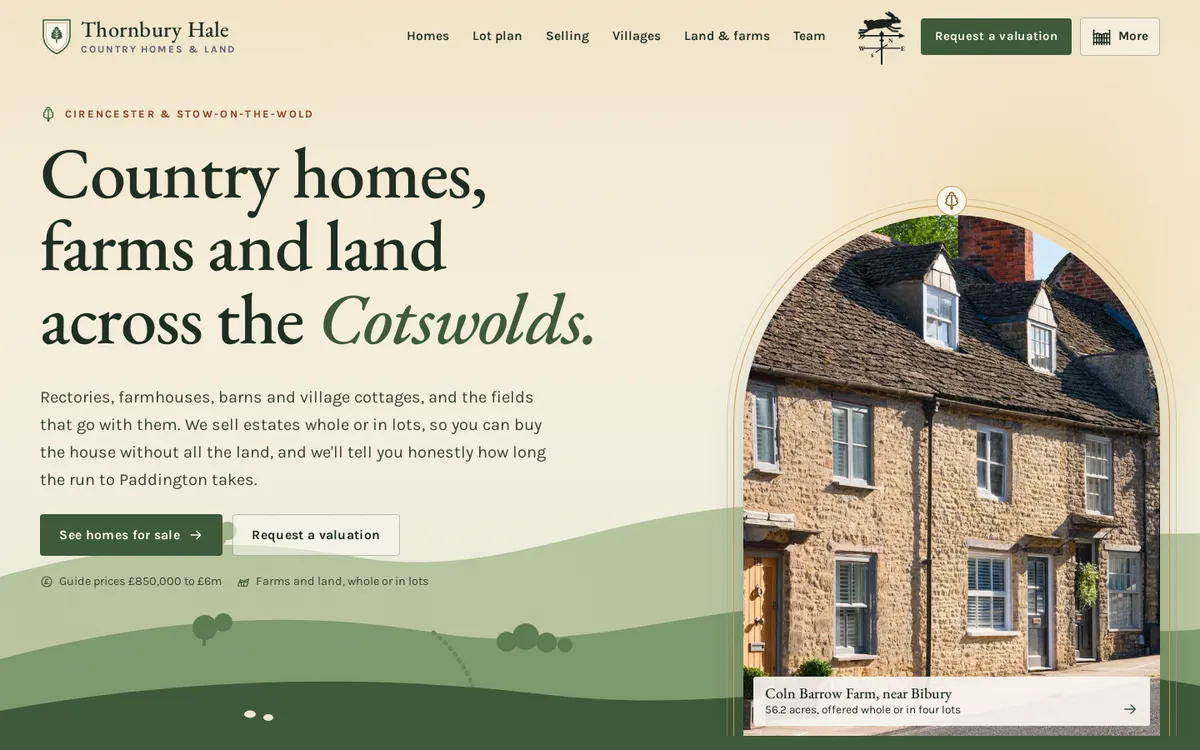 Thornbury Hale
COUNTRY HOMES & LAND
Homes
Lot plan
Selling
Villages
Land & farms
Team
N
W E
S
Request a valuation
More
CIRENCESTER & STOW-ON-THE-WOLD
Country homes,
farms and land
across the Cotswolds.
Rectories, farmhouses, barns and village cottages, and the fields
that go with them. We sell estates whole or in lots, so you can buy
the house without all the land, and we'll tell you honestly how long
the run to Paddington takes.
See homes for sale →
Request a valuation
£ Guide prices £850,000 to £6m
Farms and land, whole or in lots
Coln Barrow Farm, near Bibury
56.2 acres, offered whole or in four lots →